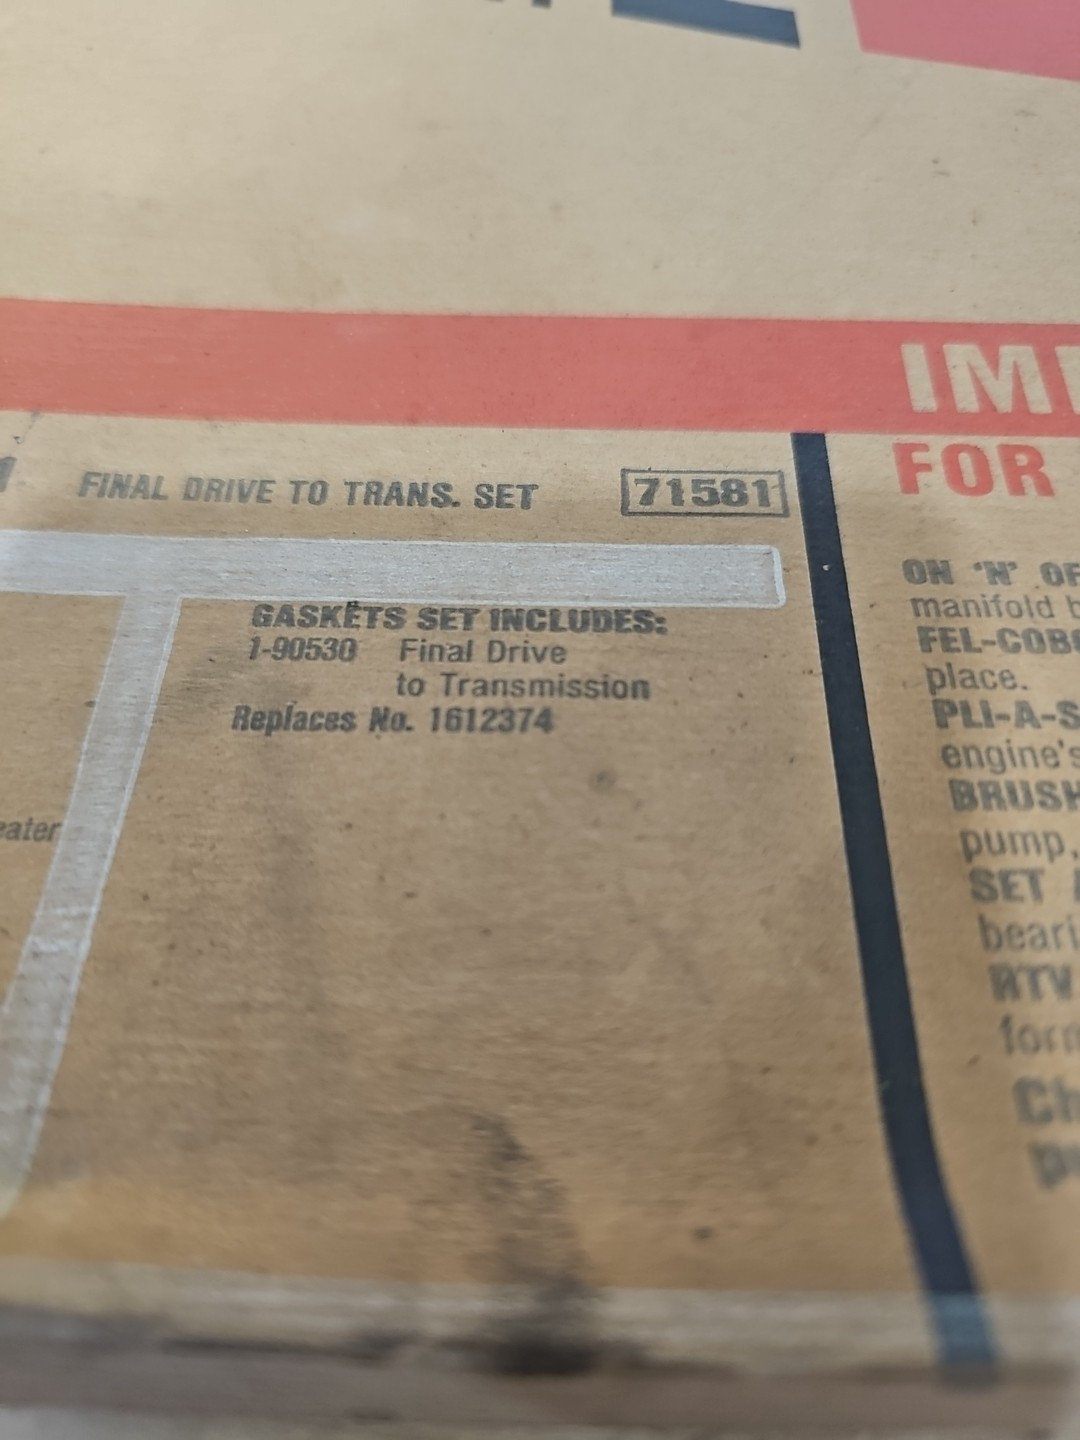 IM
FINAL DRIVE TO TRANS. SET
71581
GASKETS SET INCLUDES:
1-90530 Final Drive
to Transmission
Replaces No. 1612374
eater
FOR
ON 'N' OF
manifold b
FEL-COB
place.
PLI-A-S
engine's
BRUSH
pump,
SET
beari
RTV
form
Ch